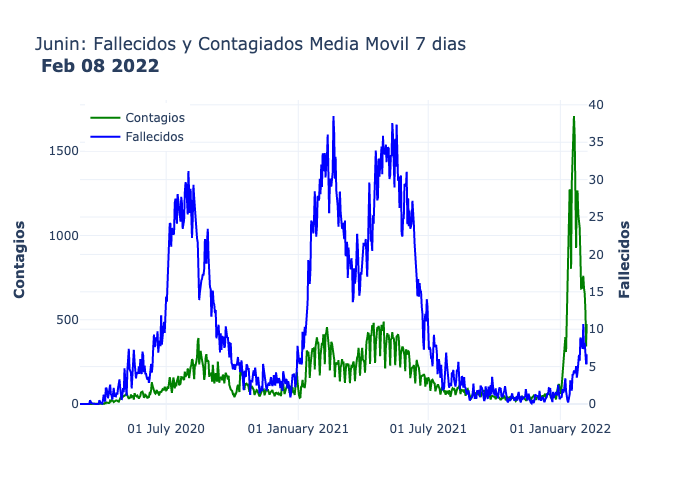 Junin: Fallecidos y Contagiados Media Movil 7 dias
Feb 08 2022
Contagios
Fallecidos
1500
1000
500
0
40
35
30
25
20
15
10
5
0
Contagios
Fallecidos
01 July 2020
01 January 2021
01 July 2021
01 January 2022